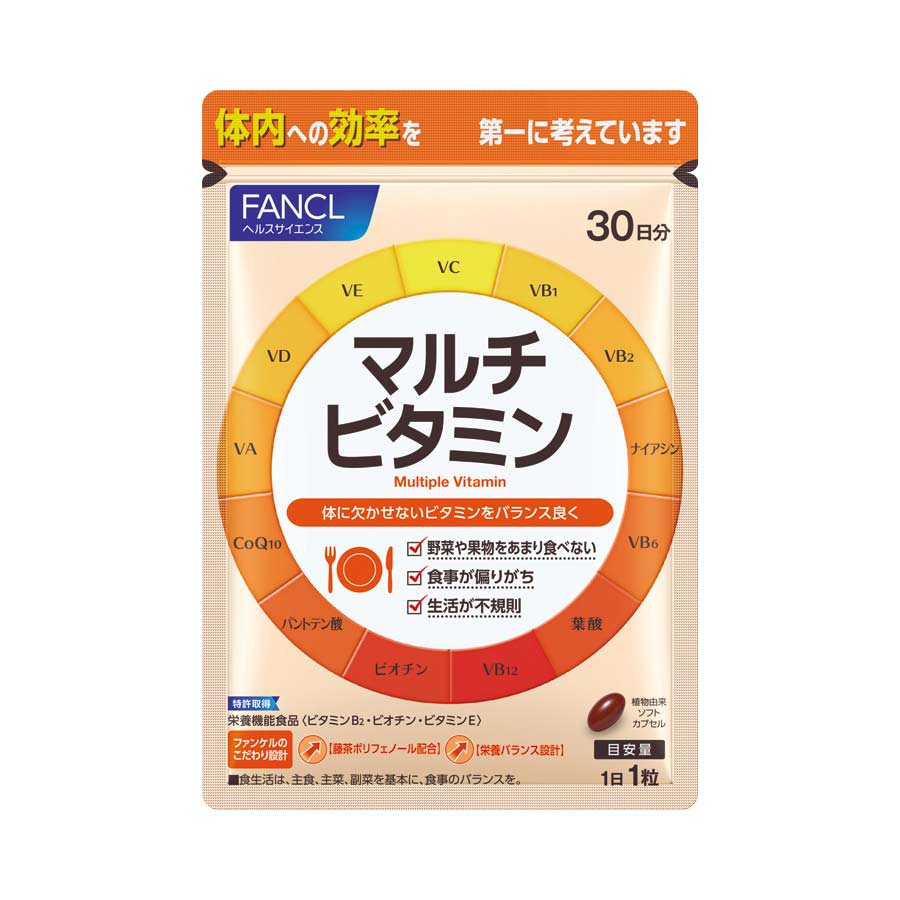 体内への効率を 第一に考えています
FANCL
ヘルスサイエンス
30日分
VC
VB1
VB2
ナイアシン
VB6
葉酸
VB12
ビオチン
パントテン酸
CoQ10
VA
VD
VE
マルチ
ビタミン
Multiple Vitamin
体に欠かせないビタミンをバランス良く
野菜や果物をあまり食べない
食事が偏りがち
生活が不規則
特許取得
栄養機能食品〈ビタミンB2・ビオチン・ビタミンE〉
ファンケルの
こだわり設計
【藤茶ポリフェノール配合】
【栄養バランス設計】
■食生活は、主食、主菜、副菜を基本に、食事のバランスを。
植物由来
ソフト
カプセル
目安量
1日1粒